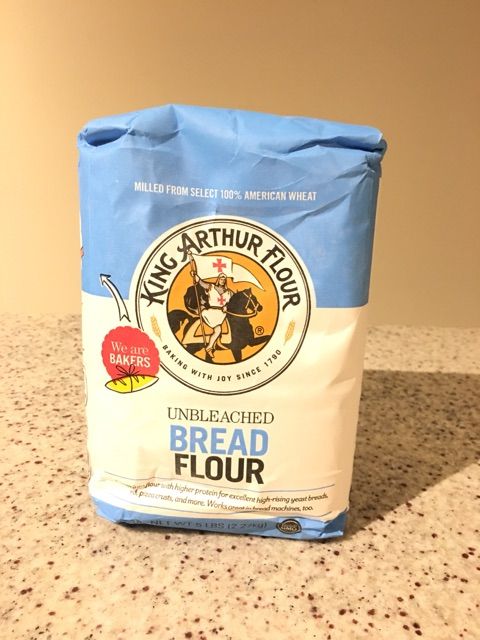 MILLED FROM SELECT 100% AMERICAN WHEAT
KING ARTHUR FLOUR
®
BAKING WITH JOY SINCE 1790
We are
BAKERS
UNBLEACHED
BREAD
FLOUR
flour with higher protein for excellent high-rising yeast breads,
pizza crusts, and more. Works great in bread machines, too.
NET WT 5 LBS (2.27kg)
GMO